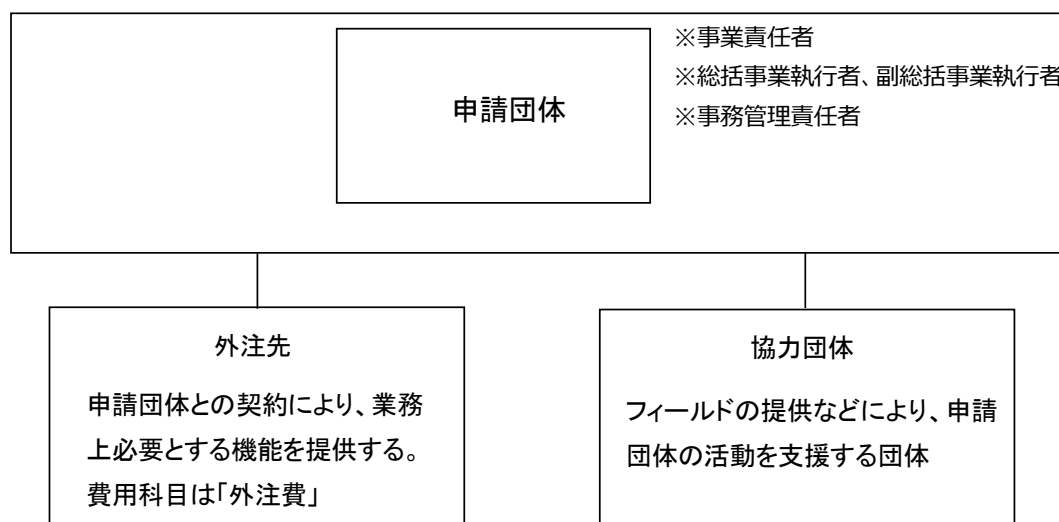 ※事業責任者
※総括事業執行者、副総括事業執行者
※事務管理責任者
申請団体
外注先
申請団体との契約により、業務
上必要とする機能を提供する。
費用科目は「外注費」
協力団体
フィールドの提供などにより、申請
団体の活動を支援する団体